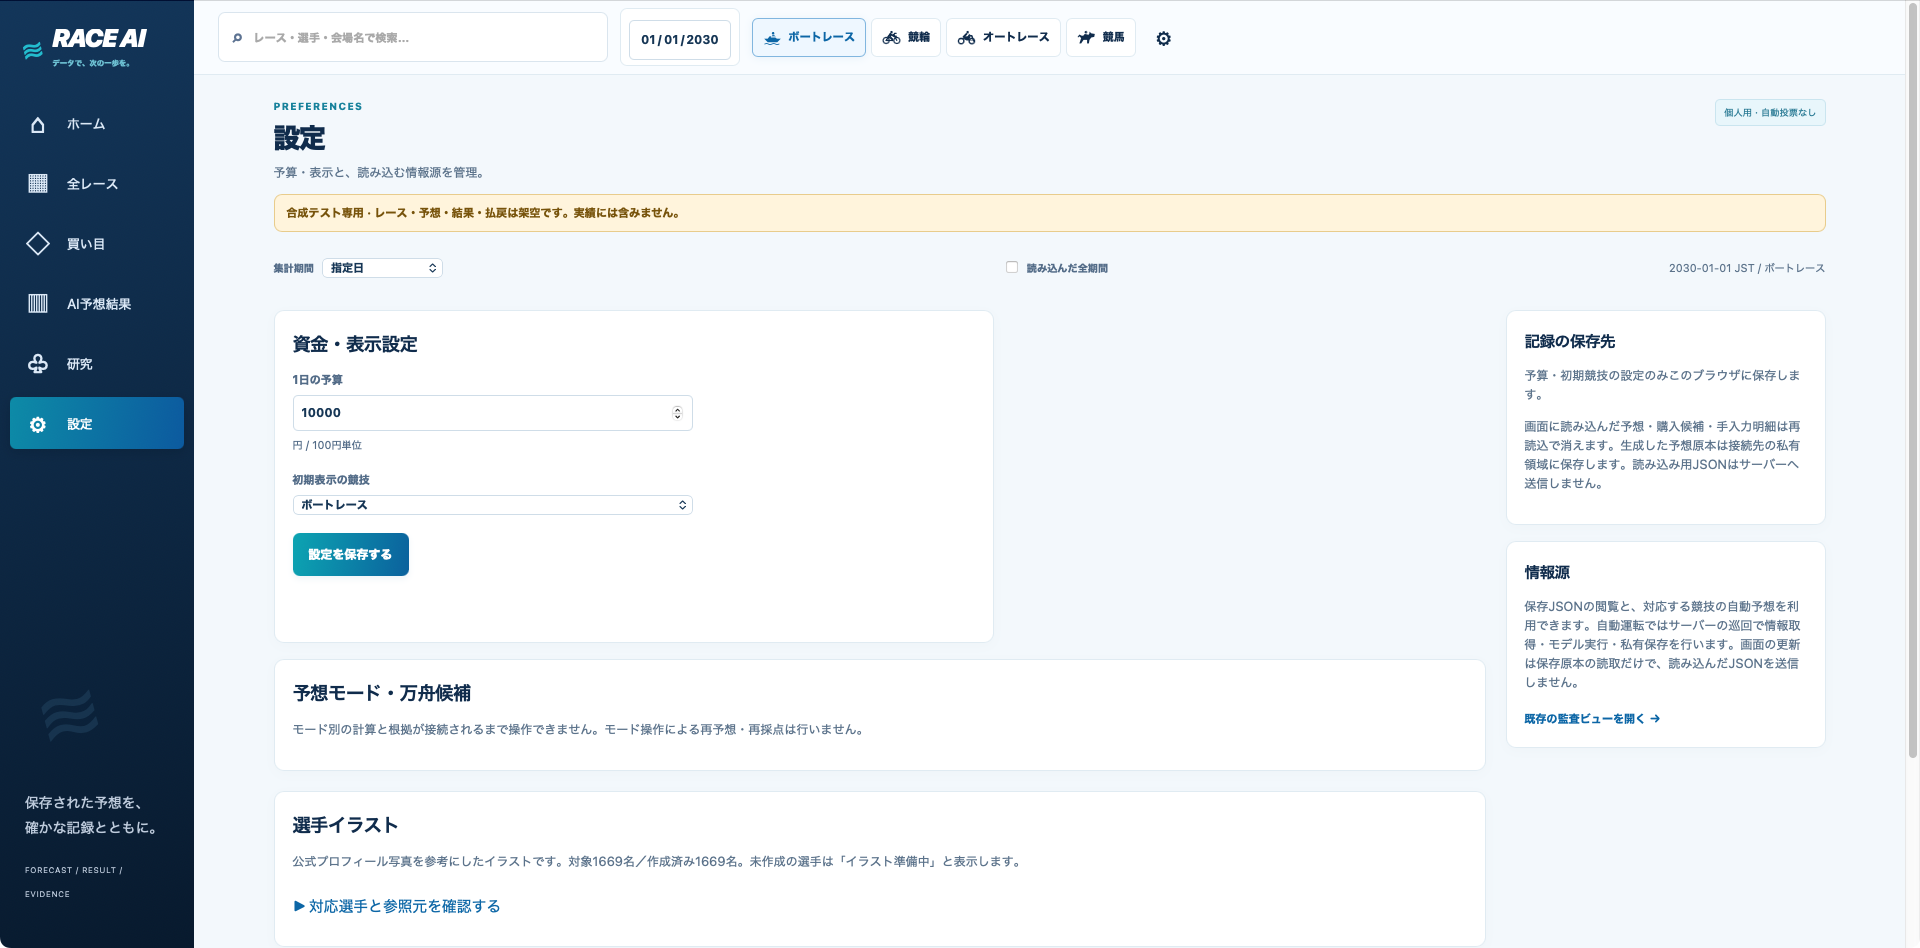 RACE AI
データで、次の一歩を。
ホーム
全レース
買い目
AI予想結果
研究
設定
保存された予想を、
確かな記録とともに。
FORECAST / RESULT /
EVIDENCE
レース・選手・会場名で検索...
01/01/2030
ボートレース
競輪
オートレース
競馬
PREFERENCES
設定
予算・表示と、読み込む情報源を管理。
個人用・自動投票なし
合成テスト専用・レース・予想・結果・払戻は架空です。実績には含みません。
集計期間
指定日
読み込んだ全期間
2030-01-01 JST / ボートレース
資金・表示設定
1日の予算
10000
円 / 100円単位
初期表示の競技
ボートレース
設定を保存する
予想モード・万舟候補
モード別の計算と根拠が接続されるまで操作できません。モード操作による再予想・再採点は行いません。
選手イラスト
公式プロフィール写真を参考にしたイラストです。対象1669名／作成済み1669名。未作成の選手は「イラスト準備中」と表示します。
▶ 対応選手と参照元を確認する
記録の保存先
予算・初期競技の設定のみこのブラウザに保存しま
す。
画面に読み込んだ予想・購入候補・手入力明細は再
読込で消えます。生成した予想原本は接続先の私有
領域に保存します。読み込み用JSONはサーバーへ
送信しません。
情報源
保存JSONの閲覧と、対応する競技の自動予想を利
用できます。自動運転ではサーバーの巡回で情報取
得・モデル実行・私有保存を行います。画面の更新
は保存原本の読取だけで、読み込んだJSONを送信
しません。
既存の監査ビューを開く →